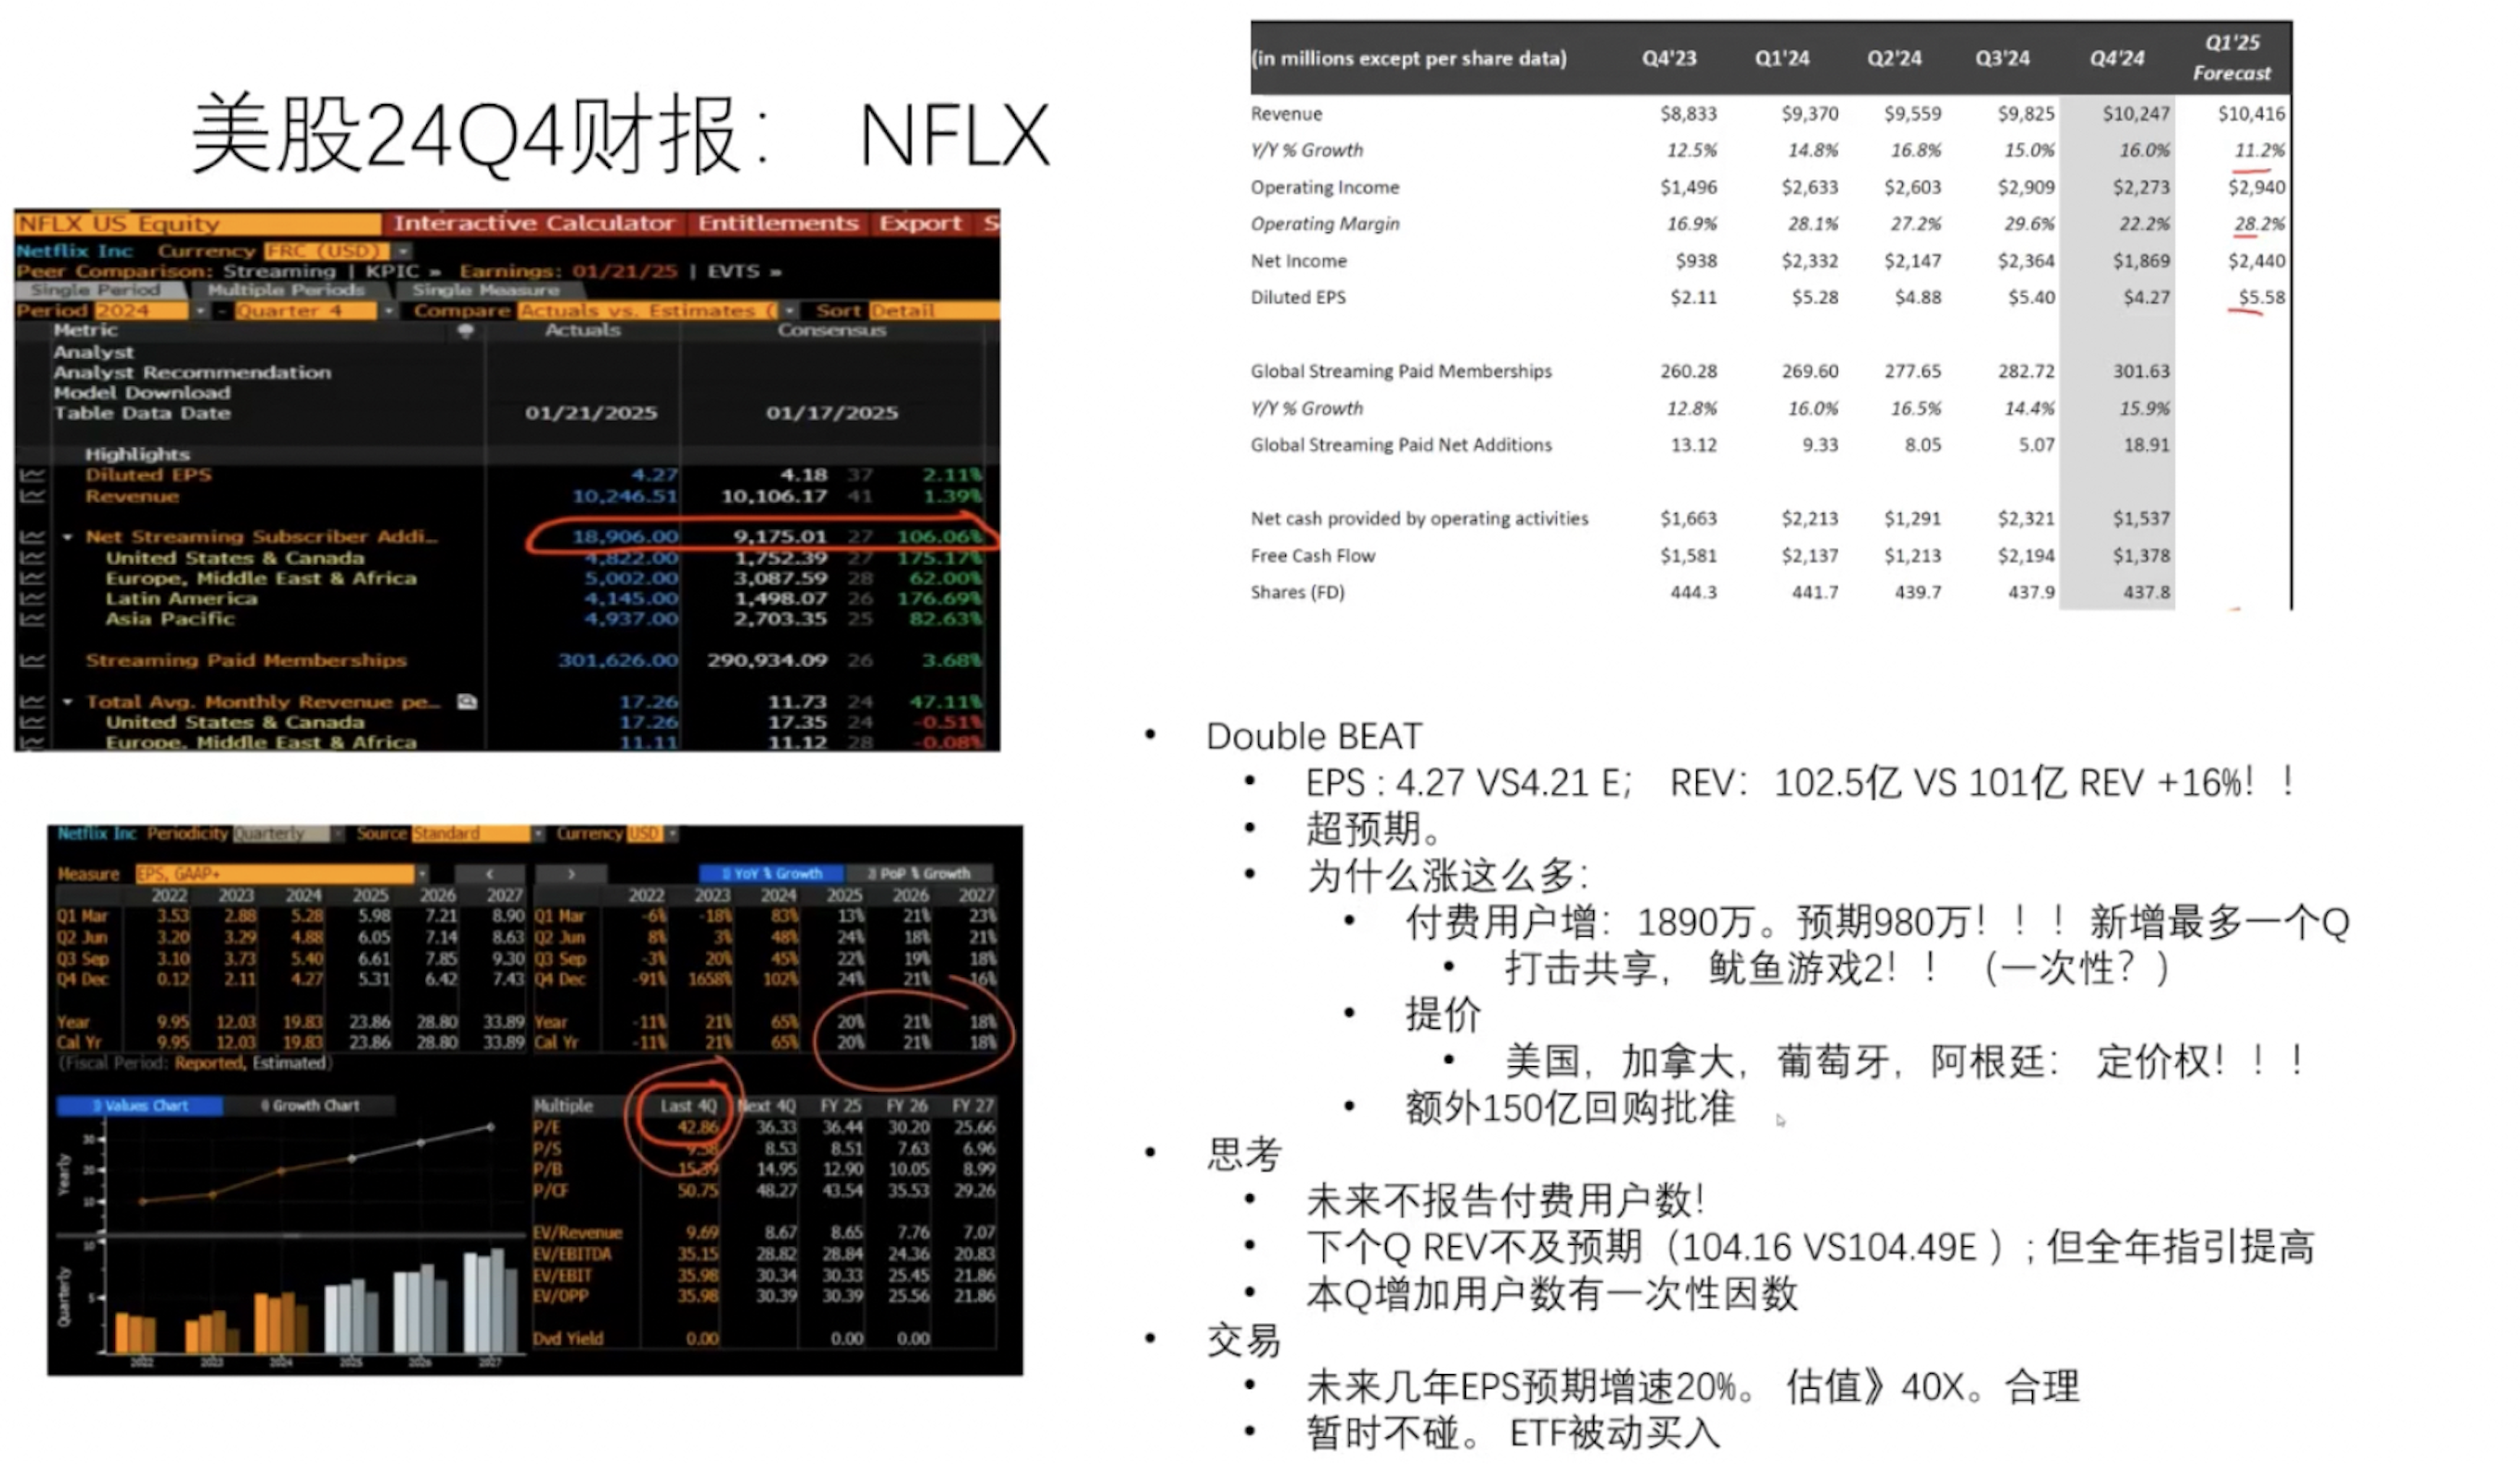 美股24Q4财报： NFLX
NFLX US Equity Interactive Calculator Entitlements Export S
Netflix Inc Currency FRC (USD)
Peer Comparison: Streaming | KPIC » Earnings: 01/21/25 | EVTS »
Single Period Multiple Periods Single Measure
Period 2024 - Quarter 4 Compare Actuals vs. Estimates ( Sort Detail
Metric Actuals Consensus
Analyst
Analyst Recommendation
Model Download
Table Data Date 01/21/2025 01/17/2025
Highlights
Diluted EPS 4.27 4.18 37 2.11%
Revenue 10,246.51 10,106.17 41 1.39%
Net Streaming Subscriber Addi… 18,906.00 9,175.01 27 106.06%
United States & Canada 4,822.00 1,752.39 27 175.17%
Europe, Middle East & Africa 5,002.00 3,087.59 28 62.00%
Latin America 4,145.00 1,498.07 26 176.69%
Asia Pacific 4,937.00 2,703.35 25 82.63%
Streaming Paid Memberships 301,626.00 290,934.09 26 3.68%
Total Avg. Monthly Revenue pe… 17.26 11.73 24 47.11%
United States & Canada 17.26 17.35 24 -0.51%
Europe, Middle East & Africa 11.11 11.12 28 -0.08%
Netflix Inc Periodicity Quarterly Source Standard Currency USD
Measure EPS, GAAP+ < > YoY % Growth PoP % Growth
2022 2023 2024 2025 2026 2027 2022 2023 2024 2025 2026 2027
Q1 Mar 3.53 2.88 5.28 5.98 7.21 8.90 Q1 Mar -6% -18% 83% 13% 21% 23%
Q2 Jun 3.20 3.29 4.88 6.05 7.14 8.63 Q2 Jun 8% 3% 48% 24% 18% 21%
Q3 Sep 3.10 3.73 5.40 6.61 7.85 9.30 Q3 Sep -3% 20% 45% 22% 19% 18%
Q4 Dec 0.12 2.11 4.27 5.31 6.42 7.43 Q4 Dec -91% 1658% 102% 24% 21% 16%
Year 9.95 12.03 19.83 23.86 28.80 33.89 Year -11% 21% 65% 20% 21% 18%
Cal Yr 9.95 12.03 19.83 23.86 28.80 33.89 Cal Yr -11% 21% 65% 20% 21% 18%
(Fiscal Period: Reported, Estimated)
Values Chart Growth Chart
Yearly
30
20
10
Quarterly
10
5
2022 2023 2024 2025 2026 2027
Multiple Last 4Q Next 4Q FY 25 FY 26 FY 27
P/E 42.86 36.33 36.44 30.20 25.66
P/S 9.58 8.53 8.51 7.63 6.96
P/B 15.39 14.95 12.90 10.05 8.99
P/CF 50.75 48.27 43.54 35.53 29.26
EV/Revenue 9.69 8.67 8.65 7.76 7.07
EV/EBITDA 35.15 28.82 28.84 24.36 20.83
EV/EBIT 35.98 30.34 30.33 25.45 21.86
EV/OPP 35.98 30.39 30.39 25.56 21.86
Dvd Yield 0.00 0.00 0.00
(in millions except per share data) Q4'23 Q1'24 Q2'24 Q3'24 Q4'24 Q1'25 Forecast
Revenue $8,833 $9,370 $9,559 $9,825 $10,247 $10,416
Y/Y % Growth 12.5% 14.8% 16.8% 15.0% 16.0% 11.2%
Operating Income $1,496 $2,633 $2,603 $2,909 $2,273 $2,940
Operating Margin 16.9% 28.1% 27.2% 29.6% 22.2% 28.2%
Net Income $938 $2,332 $2,147 $2,364 $1,869 $2,440
Diluted EPS $2.11 $5.28 $4.88 $5.40 $4.27 $5.58
Global Streaming Paid Memberships 260.28 269.60 277.65 282.72 301.63
Y/Y % Growth 12.8% 16.0% 16.5% 14.4% 15.9%
Global Streaming Paid Net Additions 13.12 9.33 8.05 5.07 18.91
Net cash provided by operating activities $1,663 $2,213 $1,291 $2,321 $1,537
Free Cash Flow $1,581 $2,137 $1,213 $2,194 $1,378
Shares (FD) 444.3 441.7 439.7 437.9 437.8
• Double BEAT
• EPS : 4.27 VS4.21 E； REV：102.5亿 VS 101亿 REV +16%！！
• 超预期。
• 为什么涨这么多：
• 付费用户增：1890万。预期980万！！！新增最多一个Q
• 打击共享， 鱿鱼游戏2！！（一次性？）
• 提价
• 美国，加拿大，葡萄牙，阿根廷： 定价权！！！
• 额外150亿回购批准
• 思考
• 未来不报告付费用户数！
• 下个Q REV不及预期（104.16 VS104.49E ）; 但全年指引提高
• 本Q增加用户数有一次性因数
• 交易
• 未来几年EPS预期增速20%。 估值》40X。合理
• 暂时不碰。 ETF被动买入